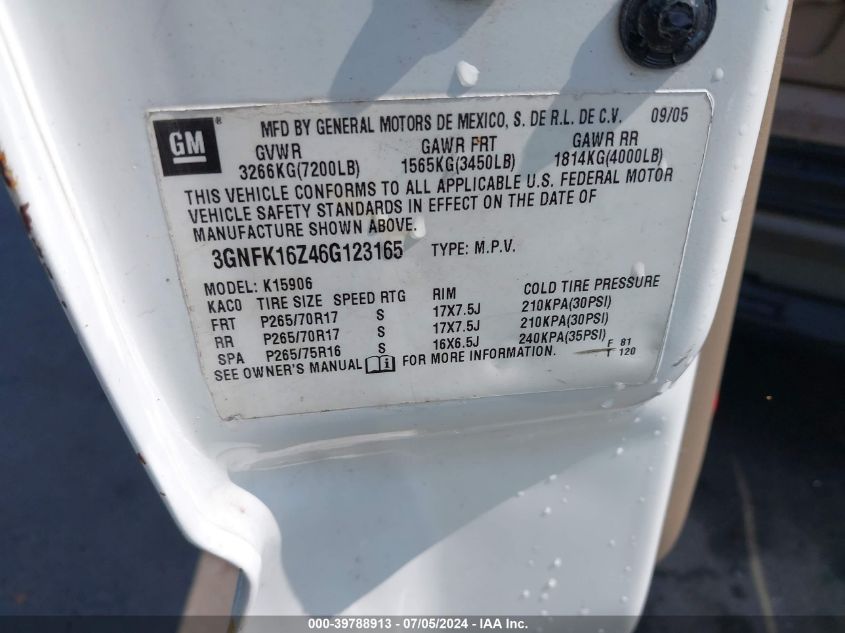 GM ® MFD BY GENERAL MOTORS DE MEXICO, S. DE R.L. DE C.V. 09/05
GVWR GAWR FRT GAWR RR
3266KG(7200LB) 1565KG(3450LB) 1814KG(4000LB)
THIS VEHICLE CONFORMS TO ALL APPLICABLE U.S. FEDERAL MOTOR
VEHICLE SAFETY STANDARDS IN EFFECT ON THE DATE OF
MANUFACTURE SHOWN ABOVE.
3GNFK16Z46G123165 TYPE: M.P.V.
MODEL: K15906
KACO TIRE SIZE SPEED RTG RIM COLD TIRE PRESSURE
FRT P265/70R17 S 17X7.5J 210KPA(30PSI)
RR P265/70R17 S 17X7.5J 210KPA(30PSI)
SPA P265/75R16 S 16X6.5J 240KPA(35PSI)
SEE OWNER'S MANUAL FOR MORE INFORMATION. F 81
T 120
000-39788913 - 07/05/2024 - IAA Inc.